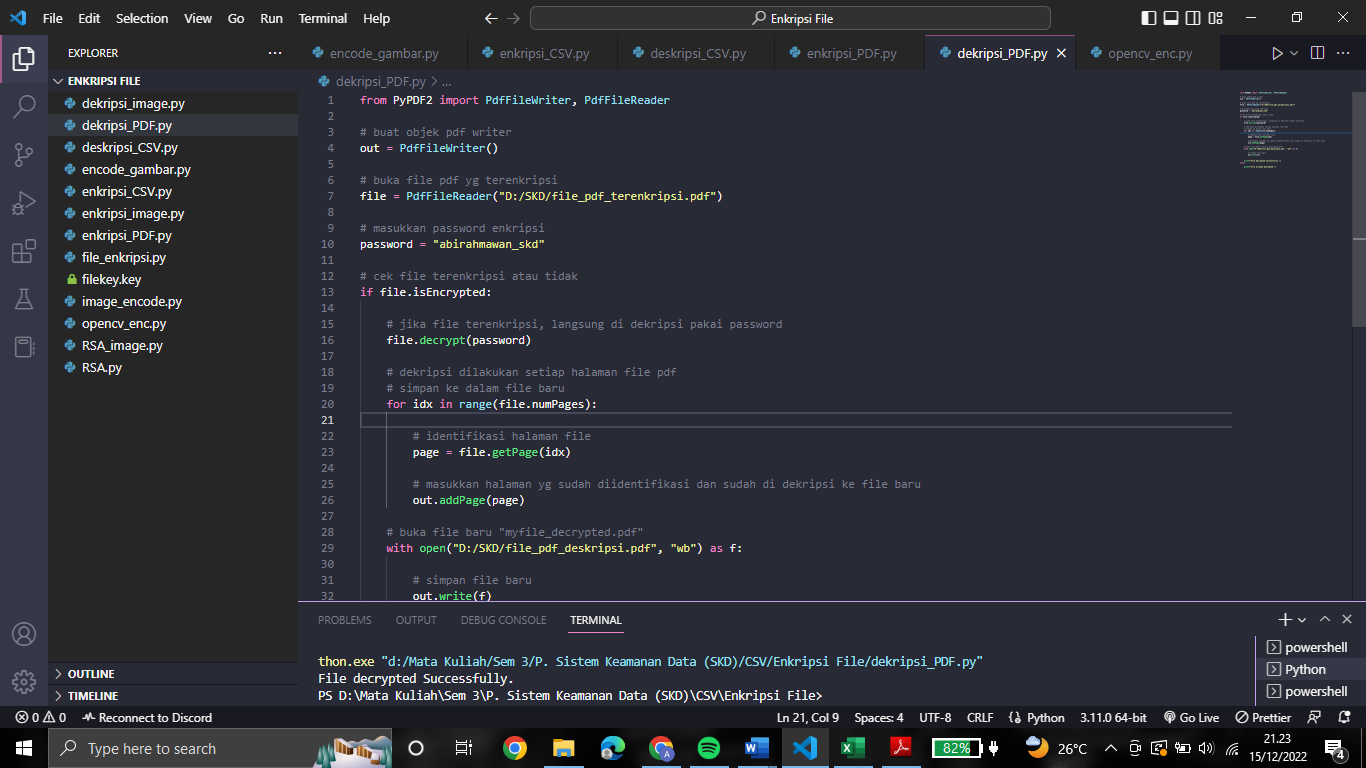 File Edit Selection View Go Run Terminal Help
Enkripsi File
EXPLORER
ENKRIPSI FILE
dekripsi_image.py
dekripsi_PDF.py
deskripsi_CSV.py
encode_gambar.py
enkripsi_CSV.py
enkripsi_image.py
enkripsi_PDF.py
file_enkripsi.py
filekey.key
image_encode.py
opencv_enc.py
RSA_image.py
RSA.py
OUTLINE
TIMELINE
encode_gambar.py enkripsi_CSV.py deskripsi_CSV.py enkripsi_PDF.py dekripsi_PDF.py opencv_enc.py
dekripsi_PDF.py > ...
1 from PyPDF2 import PdfFileWriter, PdfFileReader
2
3 # buat objek pdf writer
4 out = PdfFileWriter()
5
6 # buka file pdf yg terenkripsi
7 file = PdfFileReader("D:/SKD/file_pdf_terenkripsi.pdf")
8
9 # masukkan password enkripsi
10 password = "abirahmawan_skd"
11
12 # cek file terenkripsi atau tidak
13 if file.isEncrypted:
14
15 # jika file terenkripsi, langsung di dekripsi pakai password
16 file.decrypt(password)
17
18 # dekripsi dilakukan setiap halaman file pdf
19 # simpan ke dalam file baru
20 for idx in range(file.numPages):
21
22 # identifikasi halaman file
23 page = file.getPage(idx)
24
25 # masukkan halaman yg sudah diidentifikasi dan sudah di dekripsi ke file baru
26 out.addPage(page)
27
28 # buka file baru "myfile_decrypted.pdf"
29 with open("D:/SKD/file_pdf_deskripsi.pdf", "wb") as f:
30
31 # simpan file baru
32 out.write(f)
PROBLEMS OUTPUT DEBUG CONSOLE TERMINAL
thon.exe "d:/Mata Kuliah/Sem 3/P. Sistem Keamanan Data (SKD)/CSV/Enkripsi File/dekripsi_PDF.py"
File decrypted Successfully.
PS D:\Mata Kuliah\Sem 3\P. Sistem Keamanan Data (SKD)\CSV\Enkripsi File>
powershell
Python
powershell
0 0 Reconnect to Discord Ln 21, Col 9 Spaces: 4 UTF-8 CRLF Python 3.11.0 64-bit Go Live Prettier
Type here to search
82%
26°C
21.23
15/12/2022
4